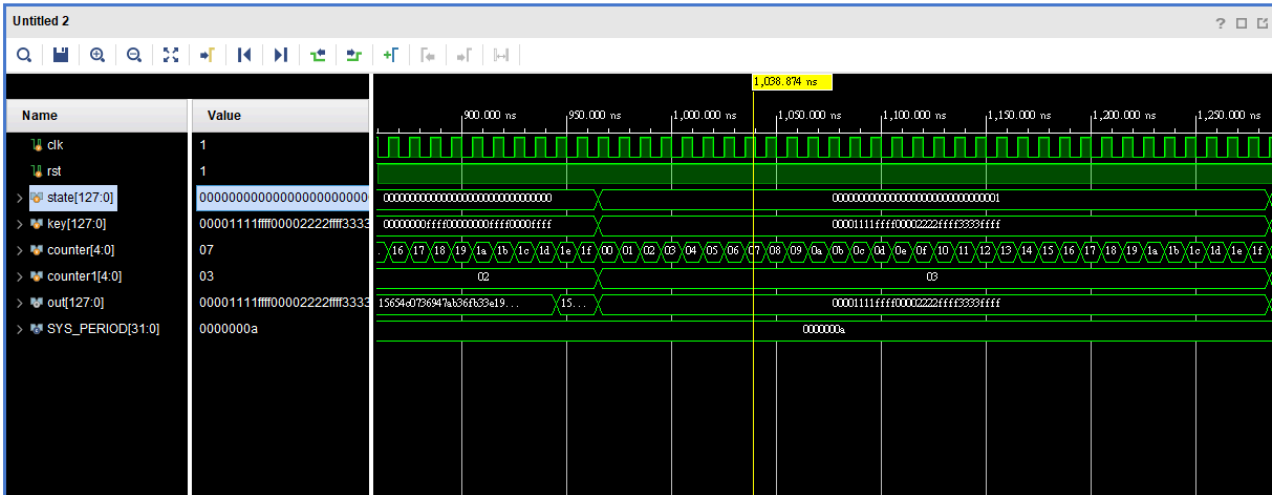 Untitled 2
?
1,038.874 ns
Name Value
900.000 ns 950.000 ns 1,000.000 ns 1,050.000 ns 1,100.000 ns 1,150.000 ns 1,200.000 ns 1,250.000 ns
clk 1
rst 1
state[127:0] 00000000000000000000000 00000000000000000000000000000000 00000000000000000000000000000001
key[127:0] 00001111ffff00002222ffff3333 00000000ffff00000000ffff0000ffff 00001111ffff00002222ffff3333ffff
counter[4:0] 07 . 16 17 18 19 1a 1b 1c 1d 1e 1f 00 01 02 03 04 05 06 07 08 09 0a 0b 0c 0d 0e 0f 10 11 12 13 14 15 16 17 18 19 1a 1b 1c 1d 1e 1f
counter1[4:0] 03 02 03
out[127:0] 00001111ffff00002222ffff3333 15654c0736947ab36fb33e19... 15... 00001111ffff00002222ffff3333ffff
SYS_PERIOD[31:0] 0000000a 0000000a